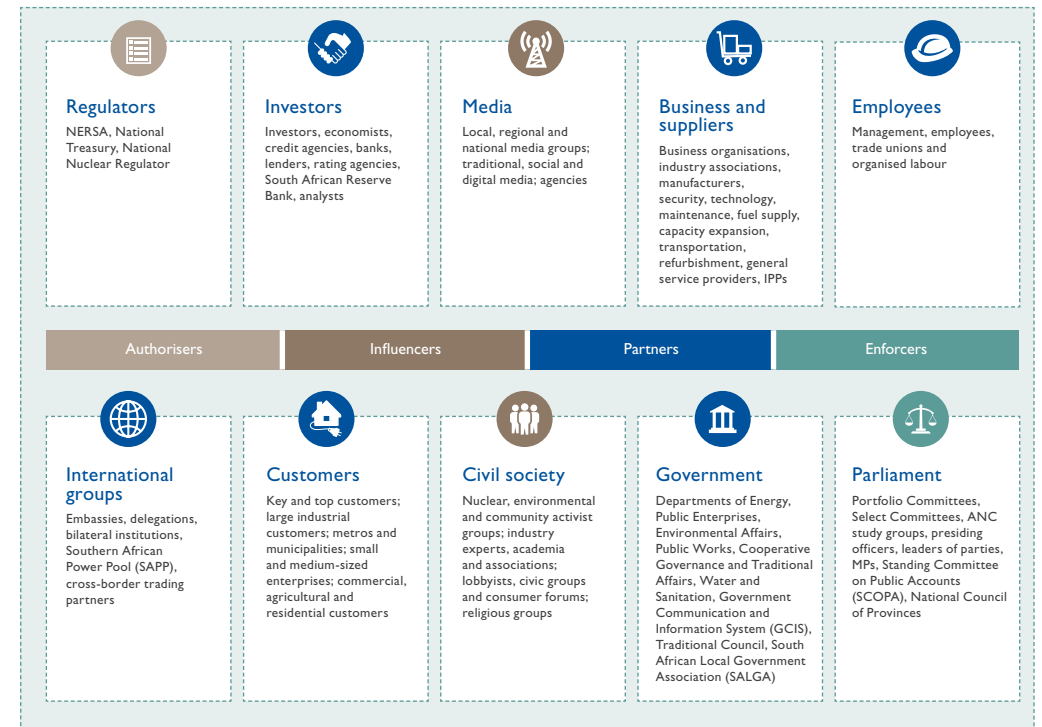 Regulators
NERSA, National
Treasury, National
Nuclear Regulator
Investors
Investors, economists,
credit agencies, banks,
lenders, rating agencies,
South African Reserve
Bank, analysts
Media
Local, regional and
national media groups;
traditional, social and
digital media; agencies
Business and
suppliers
Business organisations,
industry associations,
manufacturers,
security, technology,
maintenance, fuel supply,
capacity expansion,
transportation,
refurbishment, general
service providers, IPPs
Employees
Management, employees,
trade unions and
organised labour
Authorisers
Influencers
Partners
Enforcers
International
groups
Embassies, delegations,
bilateral institutions,
Southern African
Power Pool (SAPP),
cross-border trading
partners
Customers
Key and top customers;
large industrial
customers; metros and
municipalities; small
and medium-sized
enterprises; commercial,
agricultural and
residential customers
Civil society
Nuclear, environmental
and community activist
groups; industry
experts, academia
and associations;
lobbyists, civic groups
and consumer forums;
religious groups
Government
Departments of Energy,
Public Enterprises,
Environmental Affairs,
Public Works, Cooperative
Governance and Traditional
Affairs, Water and
Sanitation, Government
Communication and
Information System (GCIS),
Traditional Council, South
African Local Government
Association (SALGA)
Parliament
Portfolio Committees,
Select Committees, ANC
study groups, presiding
officers, leaders of parties,
MPs, Standing Committee
on Public Accounts
(SCOPA), National Council
of Provinces